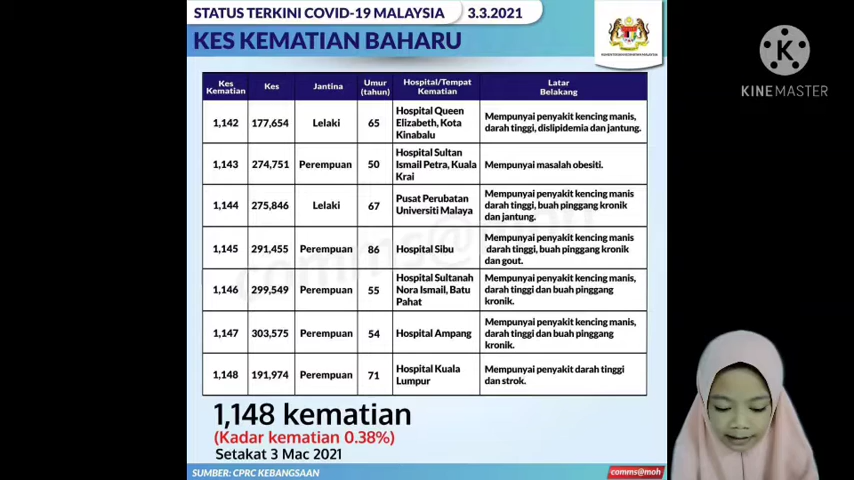 STATUS TERKINI COVID-19 MALAYSIA 3.3.2021
KES KEMATIAN BAHARU
KINEMASTER
Kes Kematian Kes Jantina Umur (tahun) Hospital/Tempat Kematian Latar Belakang
1,142 177,654 Lelaki 65 Hospital Queen Elizabeth, Kota Kinabalu Mempunyai penyakit kencing manis, darah tinggi, dislipidemia dan jantung.
1,143 274,751 Perempuan 50 Hospital Sultan Ismail Petra, Kuala Krai Mempunyai masalah obesiti.
1,144 275,846 Lelaki 67 Pusat Perubatan Universiti Malaya Mempunyai penyakit kencing manis darah tinggi, buah pinggang kronik dan jantung.
1,145 291,455 Perempuan 86 Hospital Sibu Mempunyai penyakit kencing manis darah tinggi, buah pinggang kronik dan gout.
1,146 299,549 Perempuan 55 Hospital Sultanah Nora Ismail, Batu Pahat Mempunyai penyakit kencing manis, darah tinggi dan buah pinggang kronik.
1,147 303,575 Perempuan 54 Hospital Ampang Mempunyai penyakit kencing manis, darah tinggi dan buah pinggang kronik.
1,148 191,974 Perempuan 71 Hospital Kuala Lumpur Mempunyai penyakit darah tinggi dan strok.
comms@moh
1,148 kematian
(Kadar kematian 0.38%)
Setakat 3 Mac 2021
SUMBER: CPRC KEBANGSAAN
comms@moh